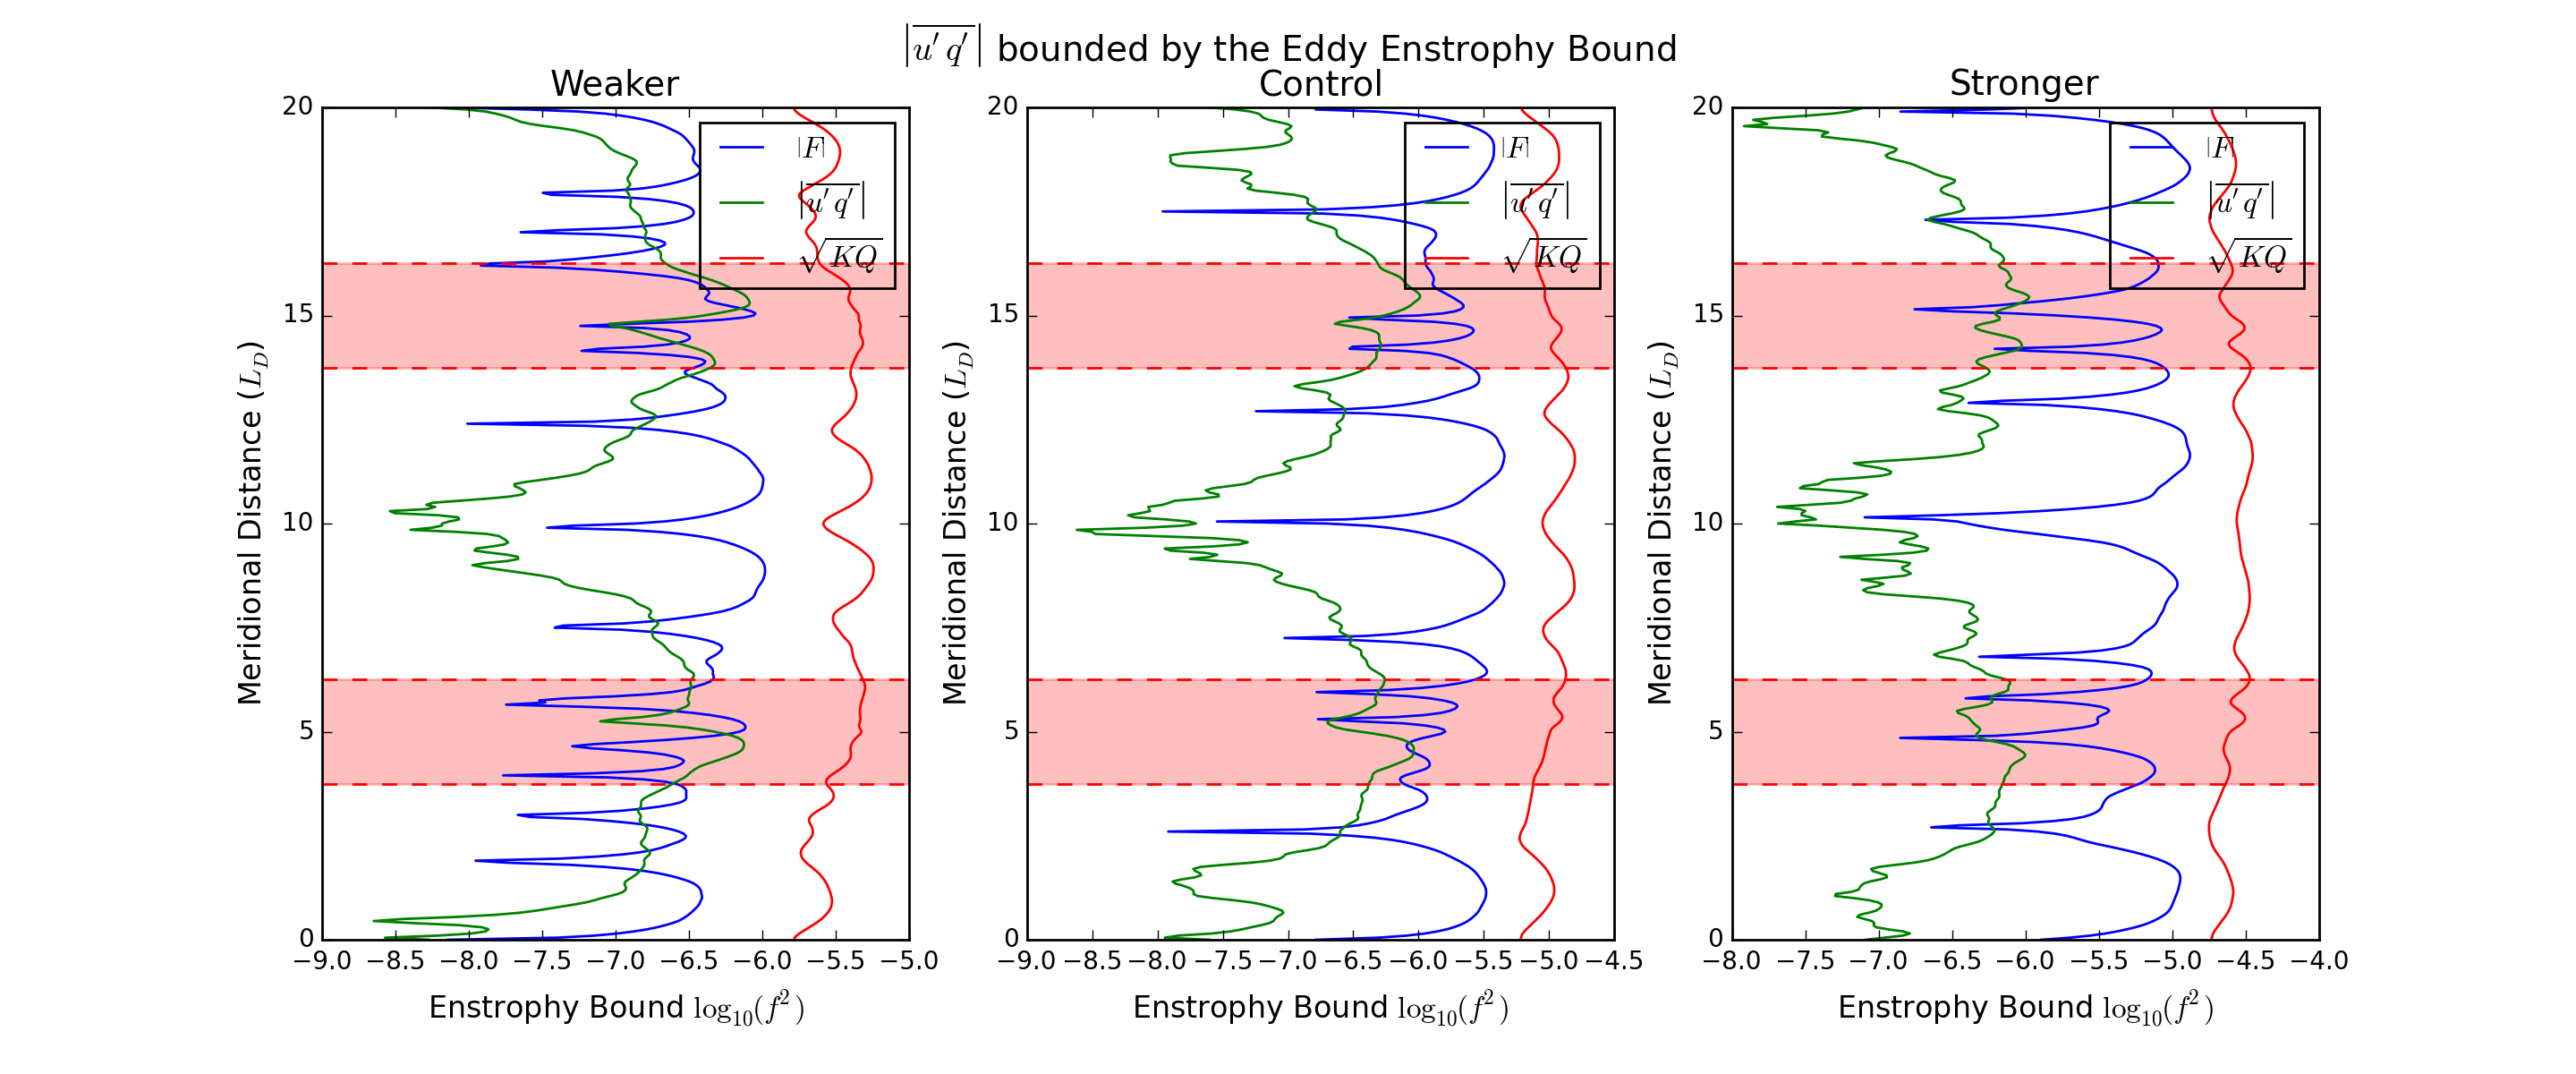 |u′q′| bounded by the Eddy Enstrophy Bound
Weaker
20
15
10
5
0
Meridional Distance (L_D)
|F|
|u′q′|
√KQ
−9.0 −8.5 −8.0 −7.5 −7.0 −6.5 −6.0 −5.5 −5.0
Enstrophy Bound log₁₀(f²)
Control
20
15
10
5
0
Meridional Distance (L_D)
|F|
|u′q′|
√KQ
−9.0 −8.5 −8.0 −7.5 −7.0 −6.5 −6.0 −5.5 −5.0 −4.5
Enstrophy Bound log₁₀(f²)
Stronger
20
15
10
5
0
Meridional Distance (L_D)
|F|
|u′q′|
√KQ
−8.0 −7.5 −7.0 −6.5 −6.0 −5.5 −5.0 −4.5 −4.0
Enstrophy Bound log₁₀(f²)